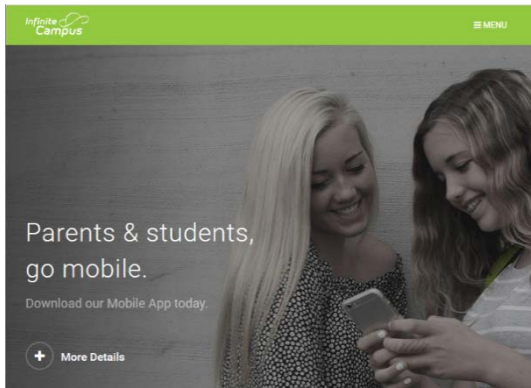 Infinite
Campus
MENU
Parents & students,
go mobile.
Download our Mobile App today.
More Details